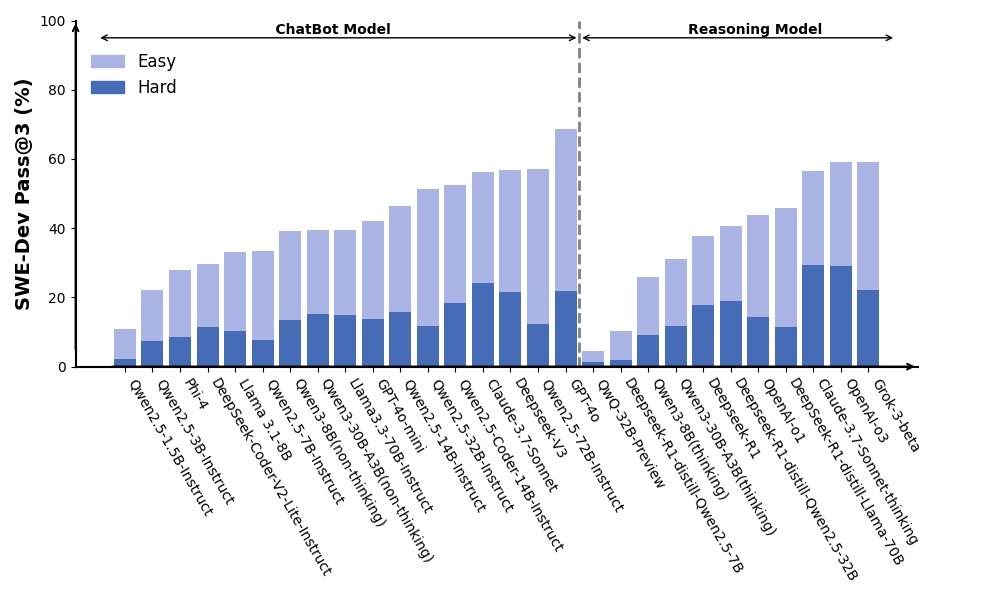 100
ChatBot Model
Reasoning Model
Easy
Hard
80
60
40
20
0
SWE-Dev Pass@3 (%)
Qwen2.5-1.5B-Instruct
Qwen2.5-3B-Instruct
Phi-4
DeepSeek-Coder-V2-Lite-Instruct
Llama 3.1-8B
Qwen2.5-7B-Instruct
Qwen3-8B(non-thinking)
Qwen3-30B-A3B(non-thinking)
Llama3.3-70B-Instruct
GPT-4o-mini
Qwen2.5-14B-Instruct
Qwen2.5-32B-Instruct
Qwen2.5-Coder-14B-Instruct
Claude-3.7-Sonnet
Deepseek-V3
Qwen2.5-72B-Instruct
GPT-4o
QwQ-32B-Preview
Deepseek-R1-distill-Qwen2.5-7B
Qwen3-8B(thinking)
Qwen3-30B-A3B(thinking)
Deepseek-R1
Deepseek-R1-distill-Qwen2.5-32B
OpenAI-o1
DeepSeek-R1-distill-Llama-70B
Claude-3.7-Sonnet-thinking
OpenAI-o3
Grok-3-beta